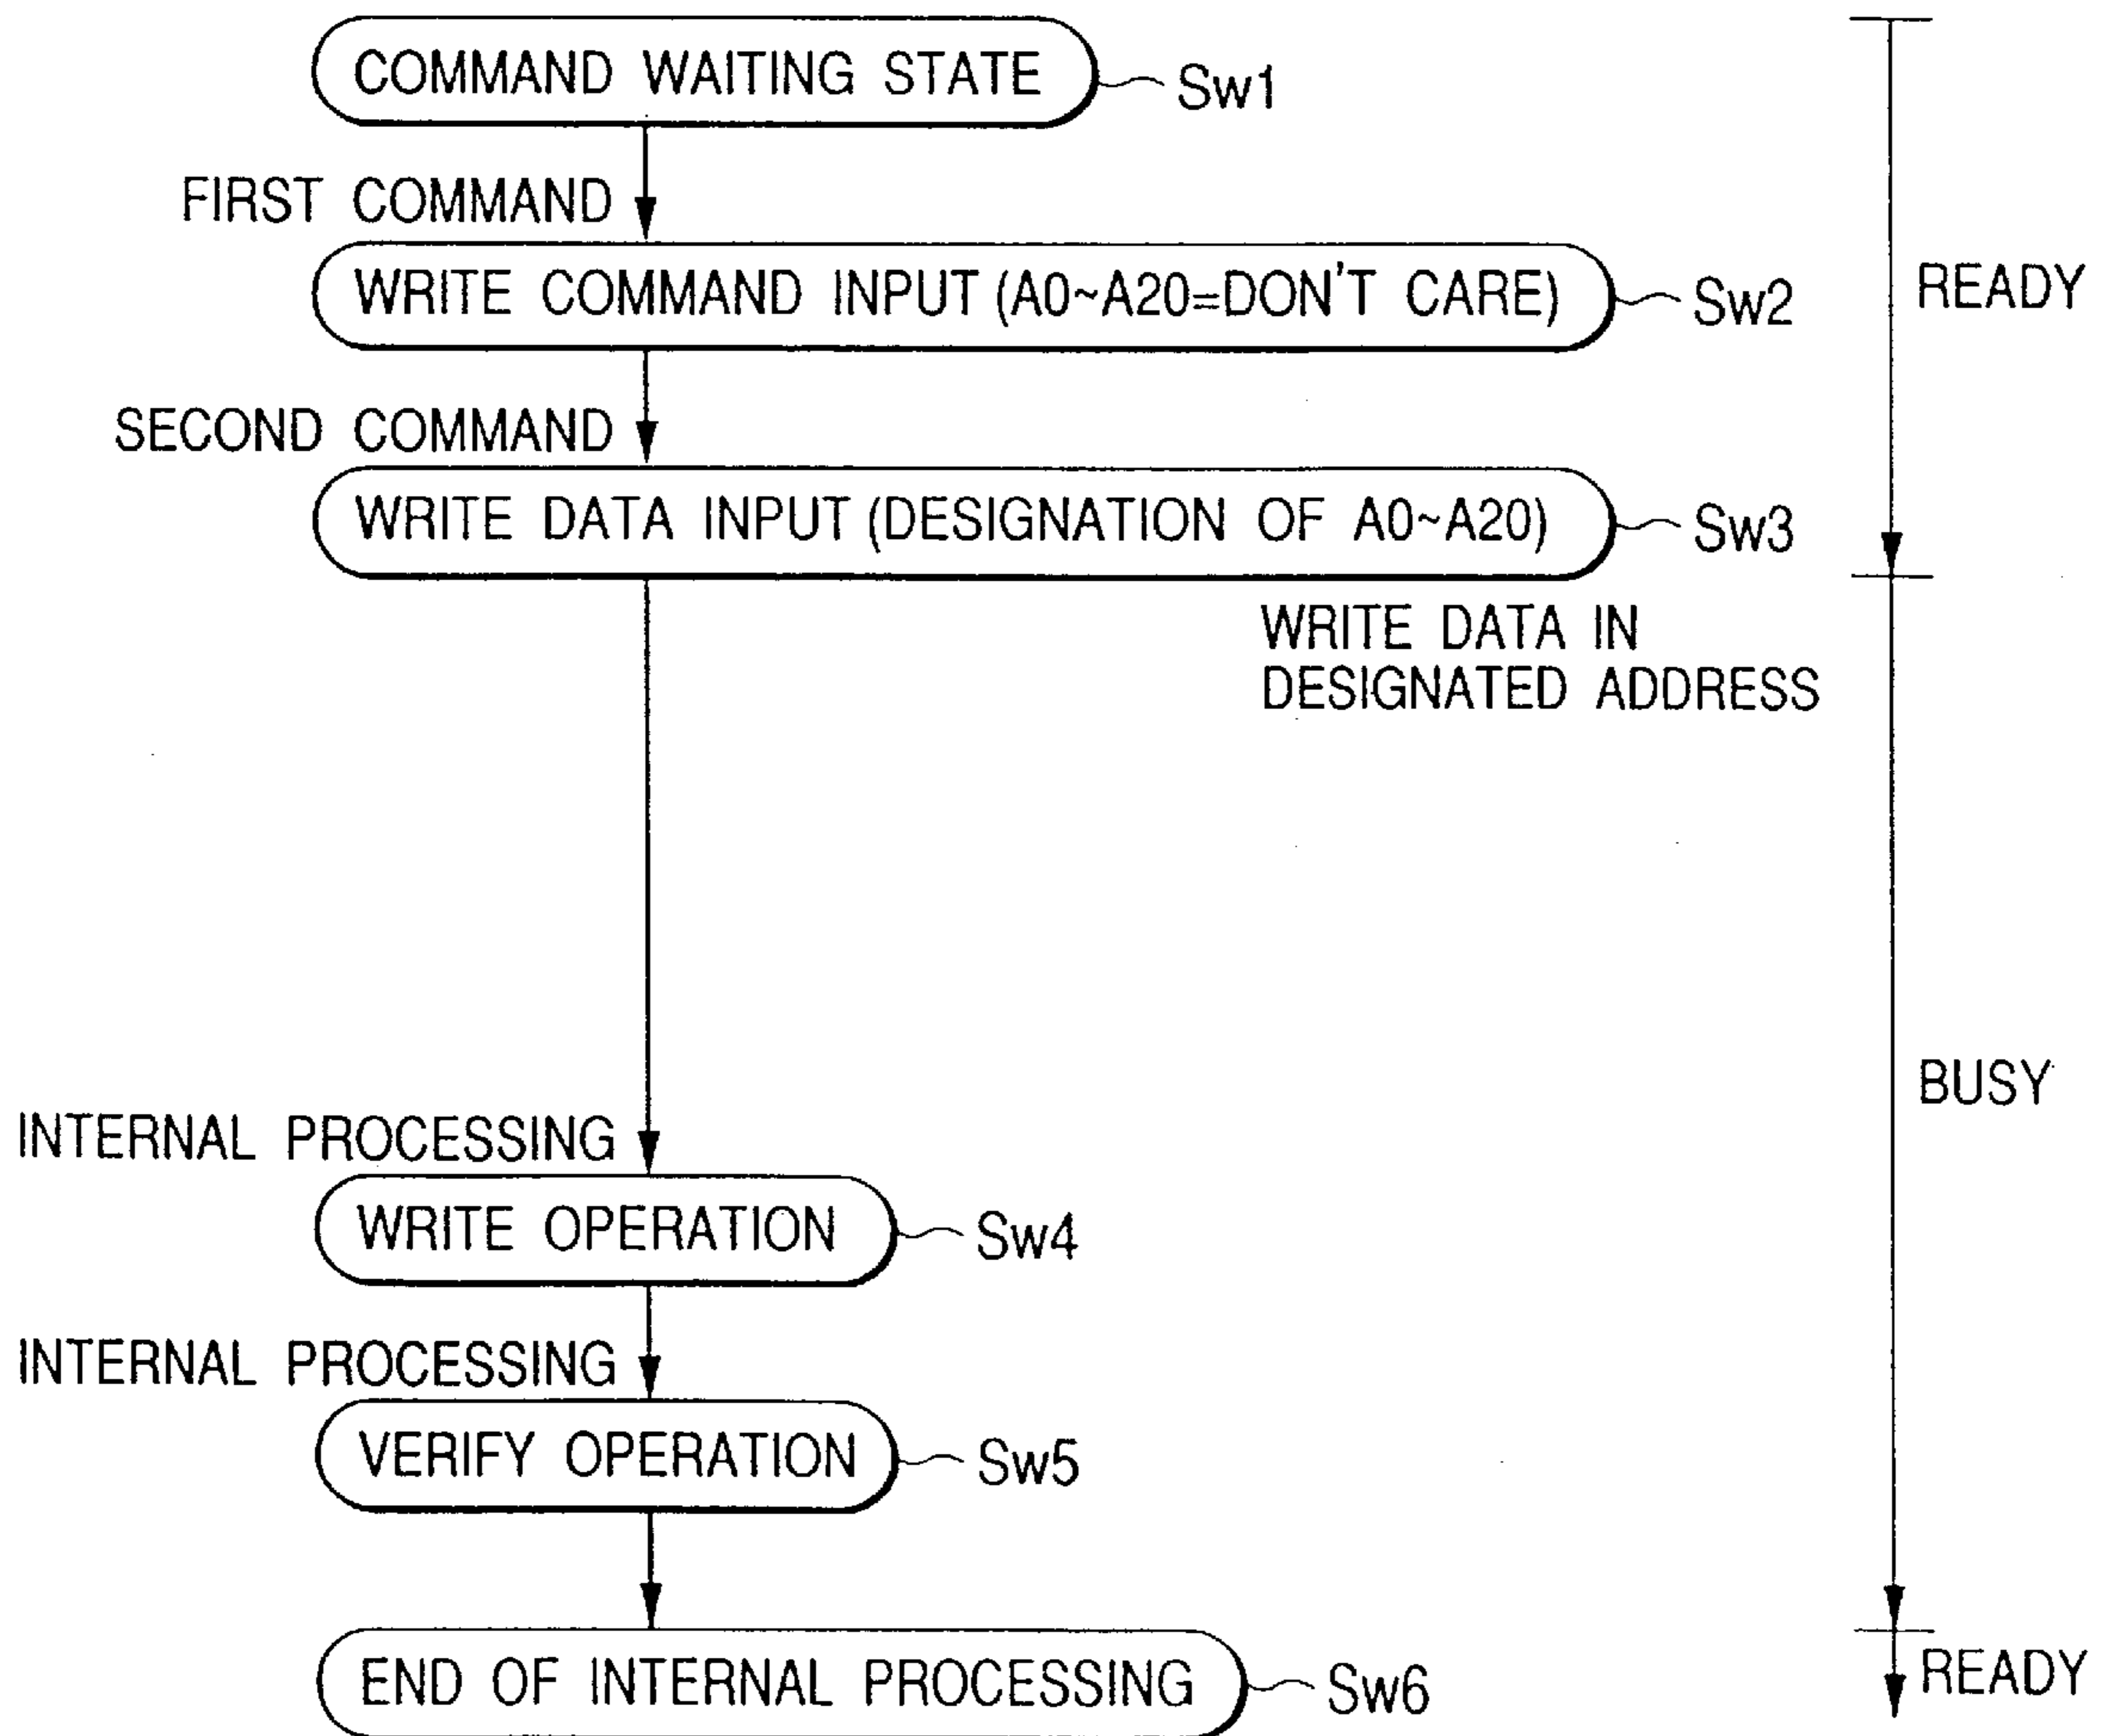 COMMAND WAITING STATE
Sw1
FIRST COMMAND
WRITE COMMAND INPUT (A0~A20=DON'T CARE)
Sw2
READY
SECOND COMMAND
WRITE DATA INPUT (DESIGNATION OF A0~A20)
Sw3
WRITE DATA IN
DESIGNATED ADDRESS
BUSY
INTERNAL PROCESSING
WRITE OPERATION
Sw4
INTERNAL PROCESSING
VERIFY OPERATION
Sw5
END OF INTERNAL PROCESSING
Sw6
READY